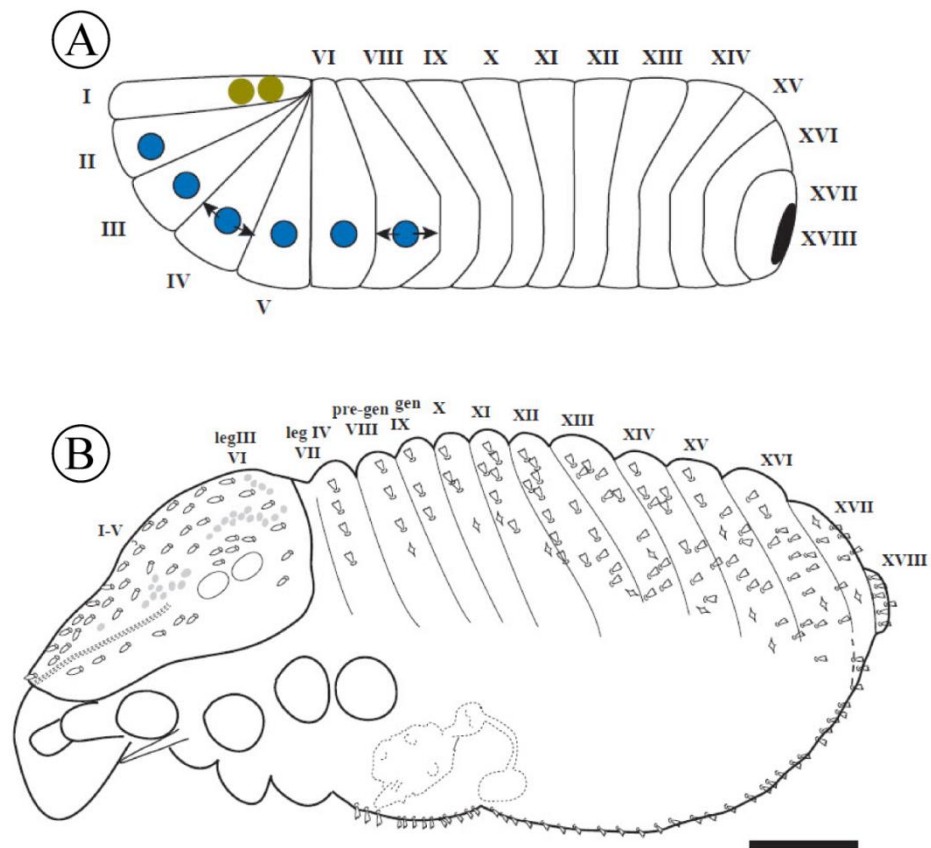 A
VI VIII IX X XI XII XIII XIV
XV
I
XVI
II
XVII
III
XVIII
IV
V
B
legIII
VI
leg IV
VII
pre-gen
VIII
gen
IX
X
XI
XII
XIII
XIV
XV
XVI
XVII
XVIII
I-V